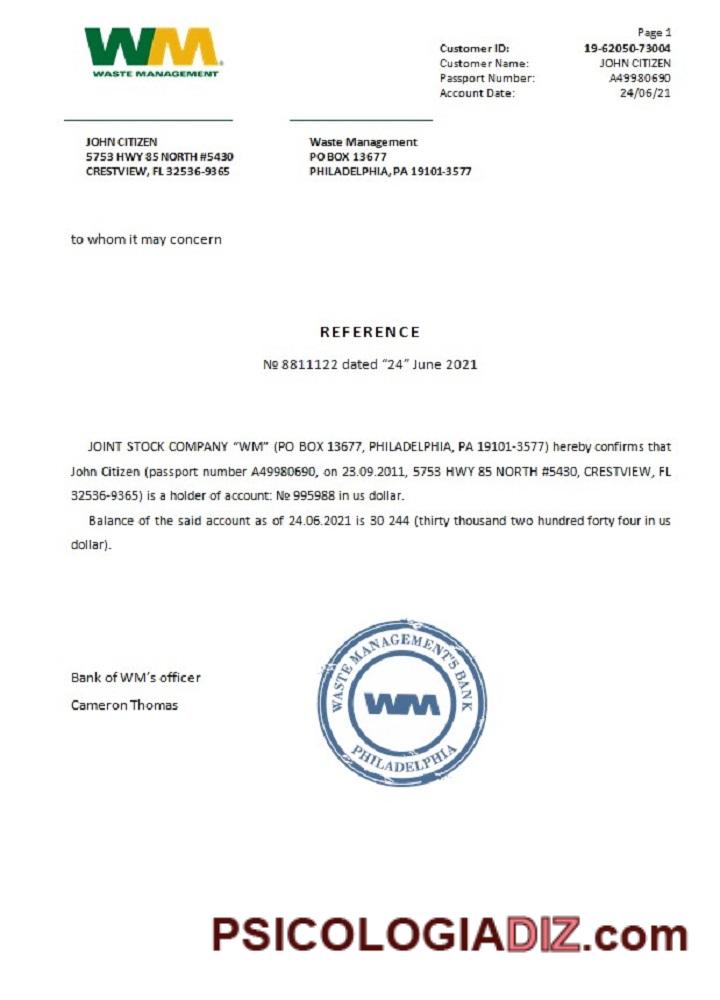 WM
WASTE MANAGEMENT
Page 1
Customer ID: 19-62050-73004
Customer Name: JOHN CITIZEN
Passport Number: A49980690
Account Date: 24/06/21
JOHN CITIZEN
5753 HWY 85 NORTH #5430
CRESTVIEW, FL 32536-9365
Waste Management
PO BOX 13677
PHILADELPHIA, PA 19101-3577
to whom it may concern
REFERENCE
№ 8811122 dated “24” June 2021
JOINT STOCK COMPANY “WM” (PO BOX 13677, PHILADELPHIA, PA 19101-3577) hereby confirms that
John Citizen (passport number A49980690, on 23.09.2011, 5753 HWY 85 NORTH #5430, CRESTVIEW, FL
32536-9365) is a holder of account: № 995988 in us dollar.
Balance of the said account as of 24.06.2021 is 30 244 (thirty thousand two hundred forty four in us
dollar).
Bank of WM’s officer
Cameron Thomas
WASTE MANAGEMENT'S BANK
WM
PHILADELPHIA
PSICOLOGIADIZ.com